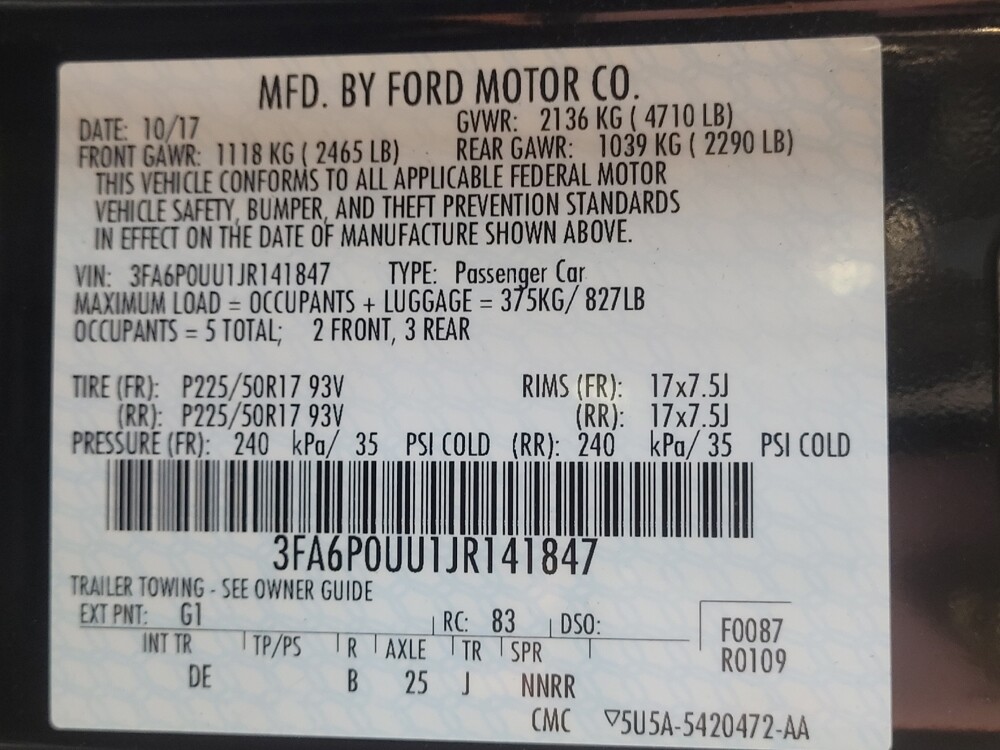 MFD. BY FORD MOTOR CO.
DATE: 10/17 GVWR: 2136 KG ( 4710 LB)
FRONT GAWR: 1118 KG ( 2465 LB) REAR GAWR: 1039 KG ( 2290 LB)
THIS VEHICLE CONFORMS TO ALL APPLICABLE FEDERAL MOTOR
VEHICLE SAFETY, BUMPER, AND THEFT PREVENTION STANDARDS
IN EFFECT ON THE DATE OF MANUFACTURE SHOWN ABOVE.
VIN: 3FA6P0UU1JR141847 TYPE: Passenger Car
MAXIMUM LOAD = OCCUPANTS + LUGGAGE = 375KG/ 827LB
OCCUPANTS = 5 TOTAL; 2 FRONT, 3 REAR
TIRE (FR): P225/50R17 93V RIMS (FR): 17x7.5J
(RR): P225/50R17 93V (RR): 17x7.5J
PRESSURE (FR): 240 kPa/ 35 PSI COLD (RR): 240 kPa/ 35 PSI COLD
3FA6P0UU1JR141847
TRAILER TOWING - SEE OWNER GUIDE
EXT PNT: G1 RC: 83 DSO:
F0087
INT TR TP/PS R AXLE TR SPR
R0109
DE B 25 J NNRR
CMC ▽5U5A-5420472-AA